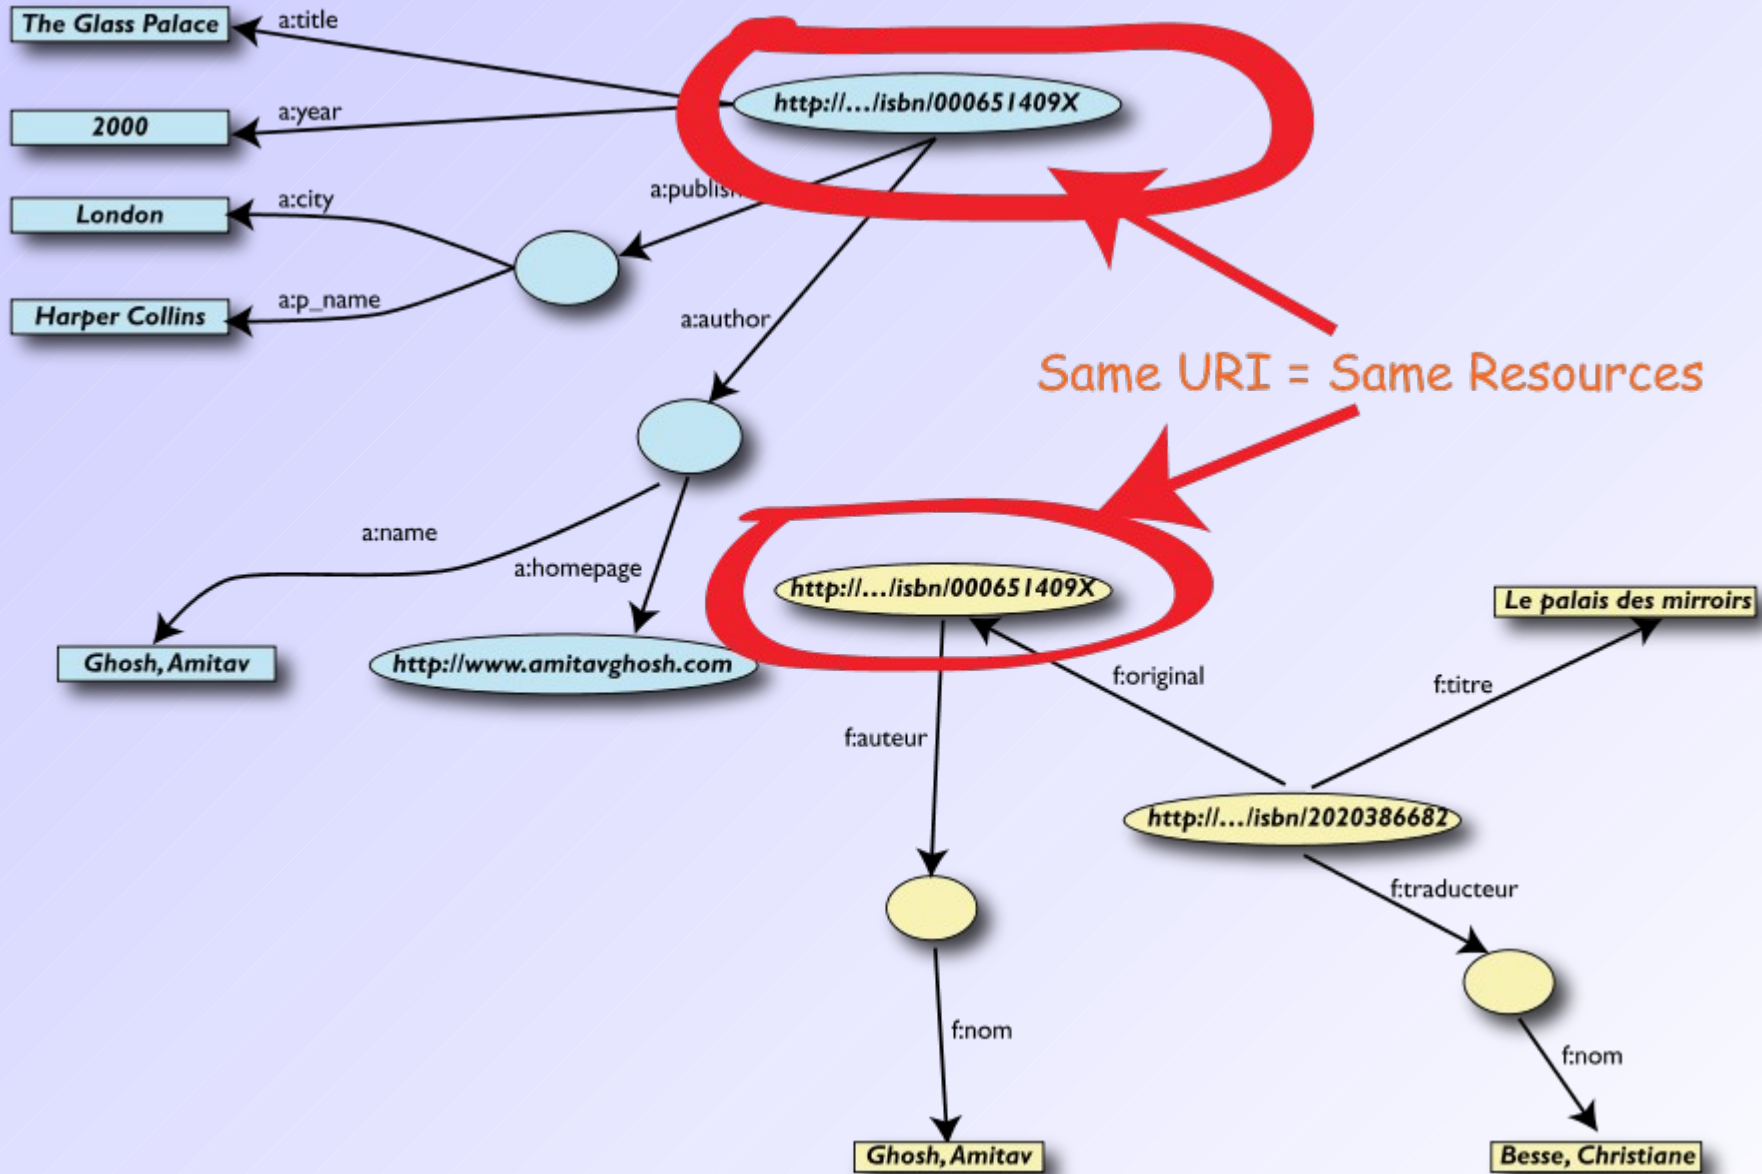 The Glass Palace
a:title
http://…/isbn/000651409X
a:year
2000
a:city
London
a:p_name
Harper Collins
a:author
Same URI = Same Resources
a:name
a:homepage
http://…/isbn/000651409X
Le palais des mirroirs
Ghosh, Amitav
http://www.amitavghosh.com
f:original
f:titre
f:auteur
http://…/isbn/2020386682
f:traducteur
f:nom
f:nom
Ghosh, Amitav
Besse, Christiane